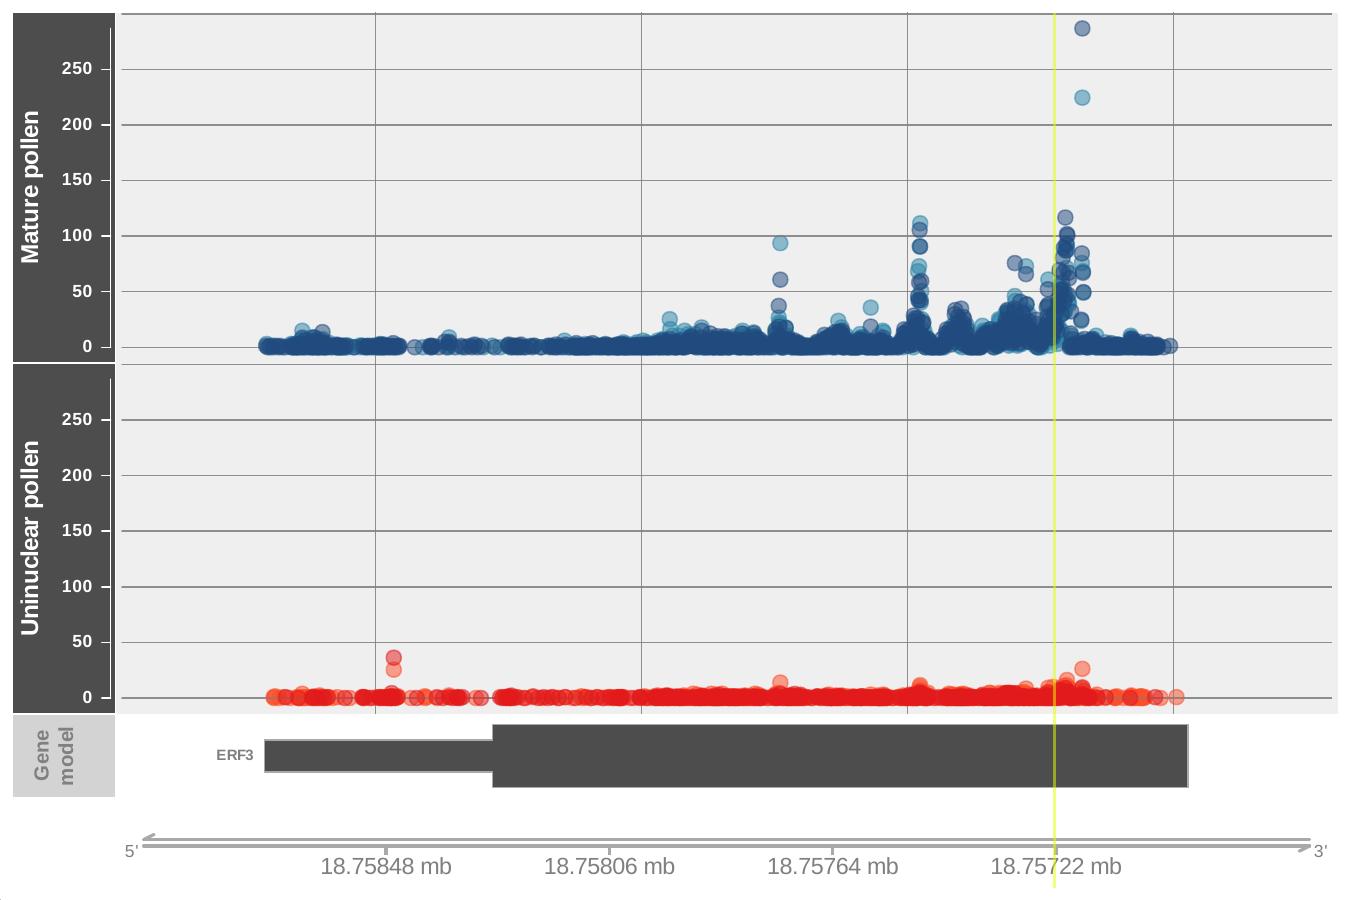 Mature pollen
250
200
150
100
50
0
Uninuclear pollen
250
200
150
100
50
0
Gene
model
ERF3
5'
3'
18.75848 mb
18.75806 mb
18.75764 mb
18.75722 mb